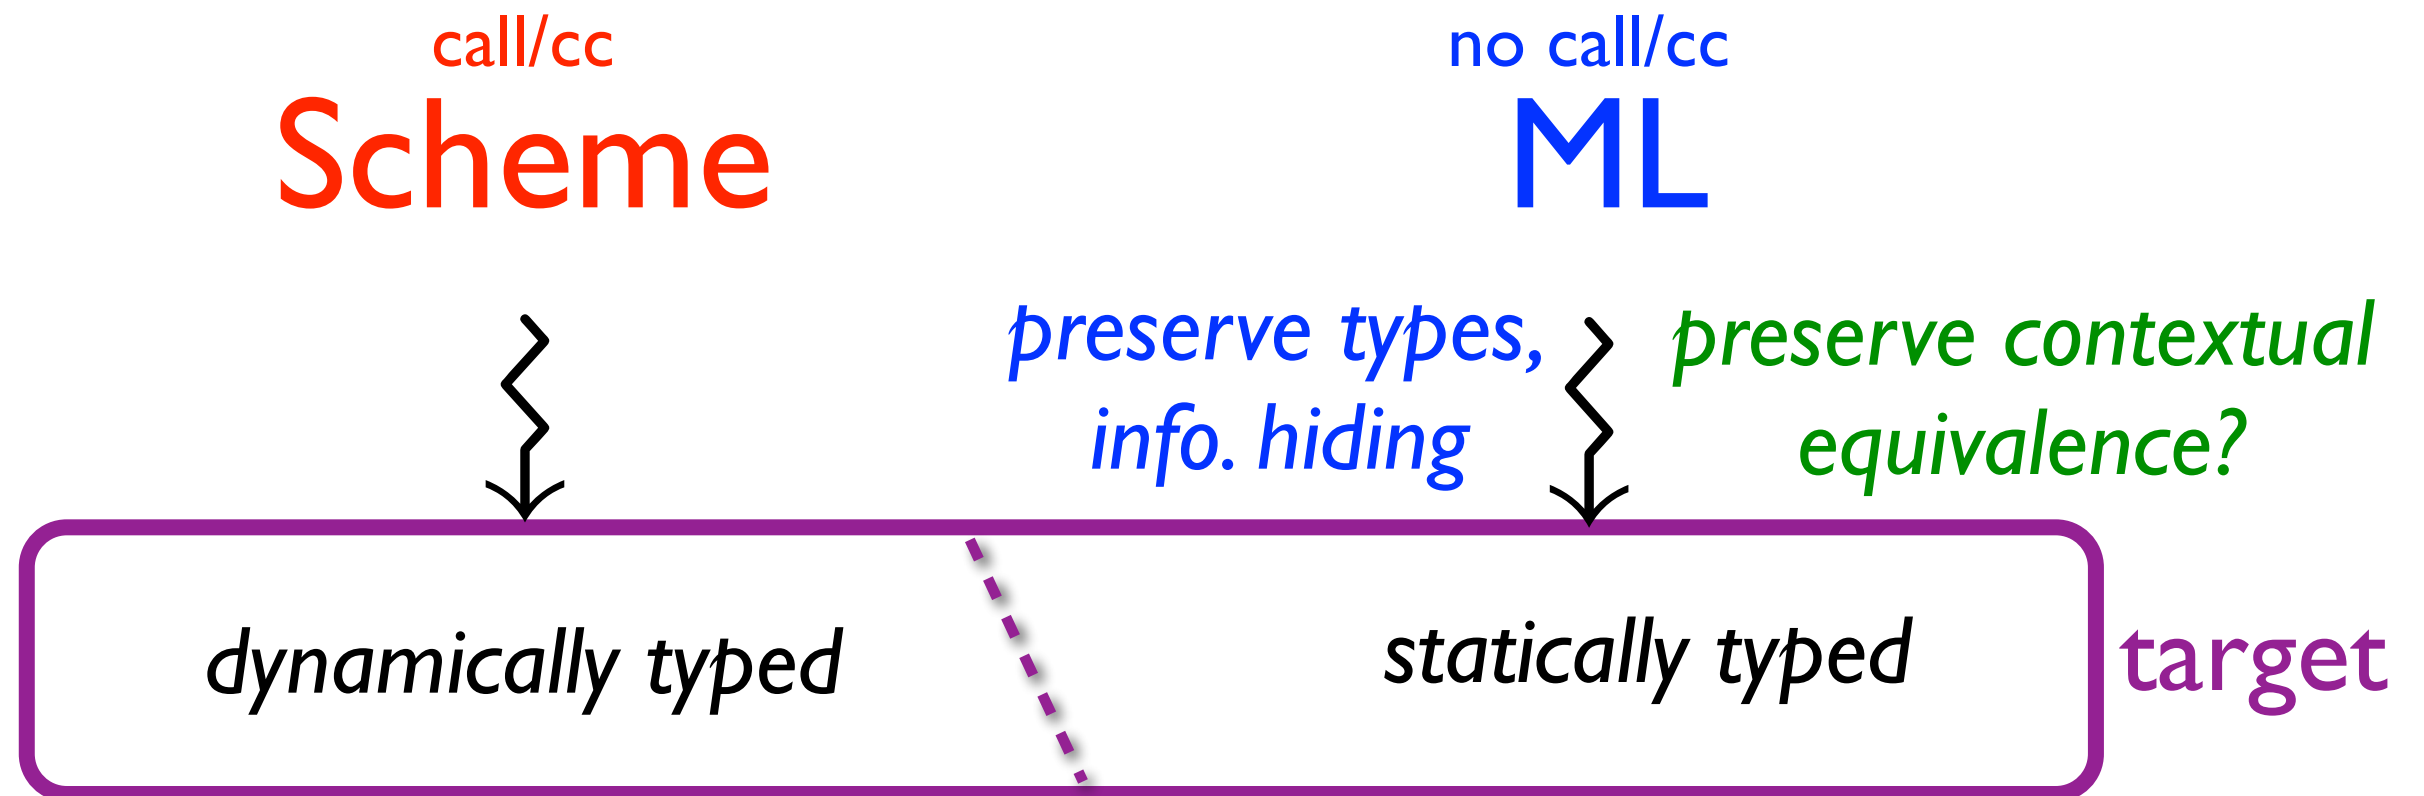 call/cc
Scheme
no call/cc
ML
preserve types,
info. hiding
preserve contextual
equivalence?
dynamically typed
statically typed
target